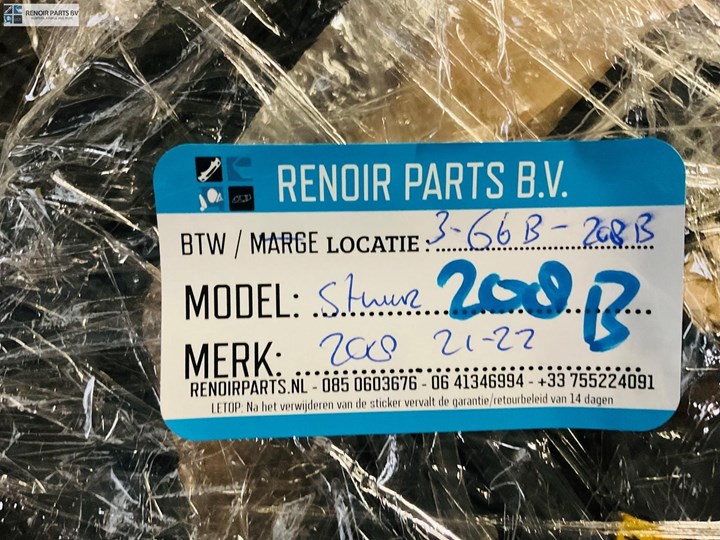 RENOIR PARTS BV
RENOIR PARTS B.V.
BTW / MARGE LOCATIE: 3-66B-208B
MODEL: Stuur 208B
MERK: 208 21-22
RENOIRPARTS.NL - 085 0603676 - 06 41346994 - +33 755224091
LETOP: Na het verwijderen van de sticker vervalt de garantie/retourbeleid van 14 dagen